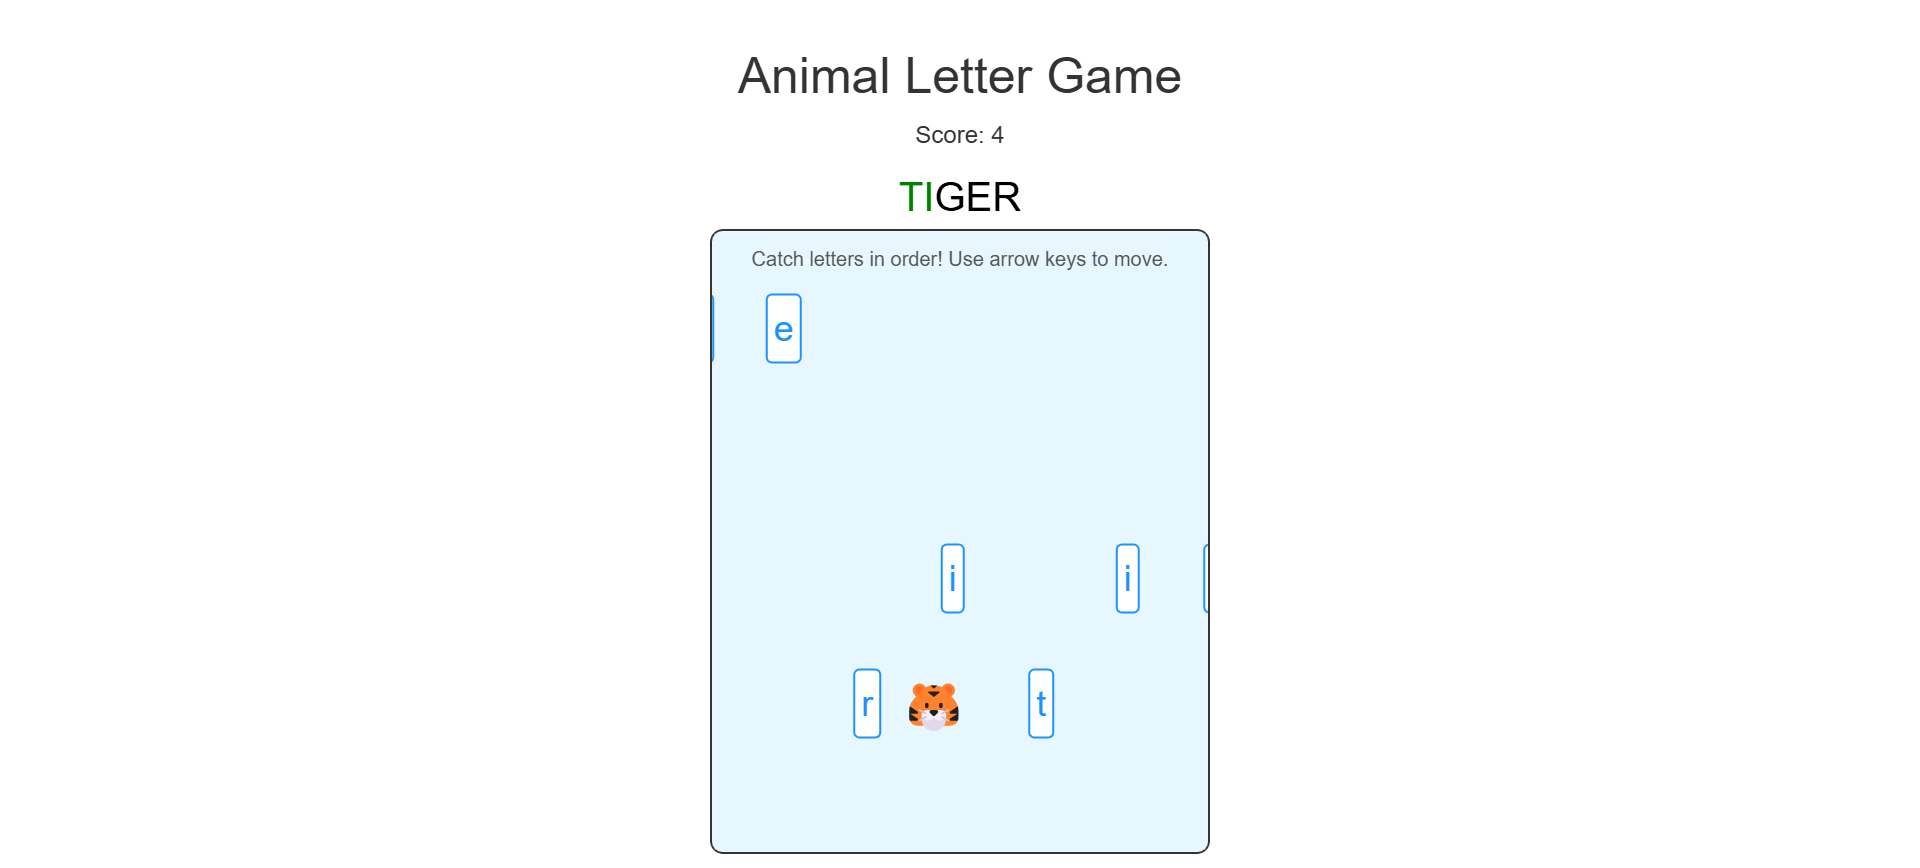 Animal Letter Game
Score: 4
TIGER
Catch letters in order! Use arrow keys to move.
e
i i
r t